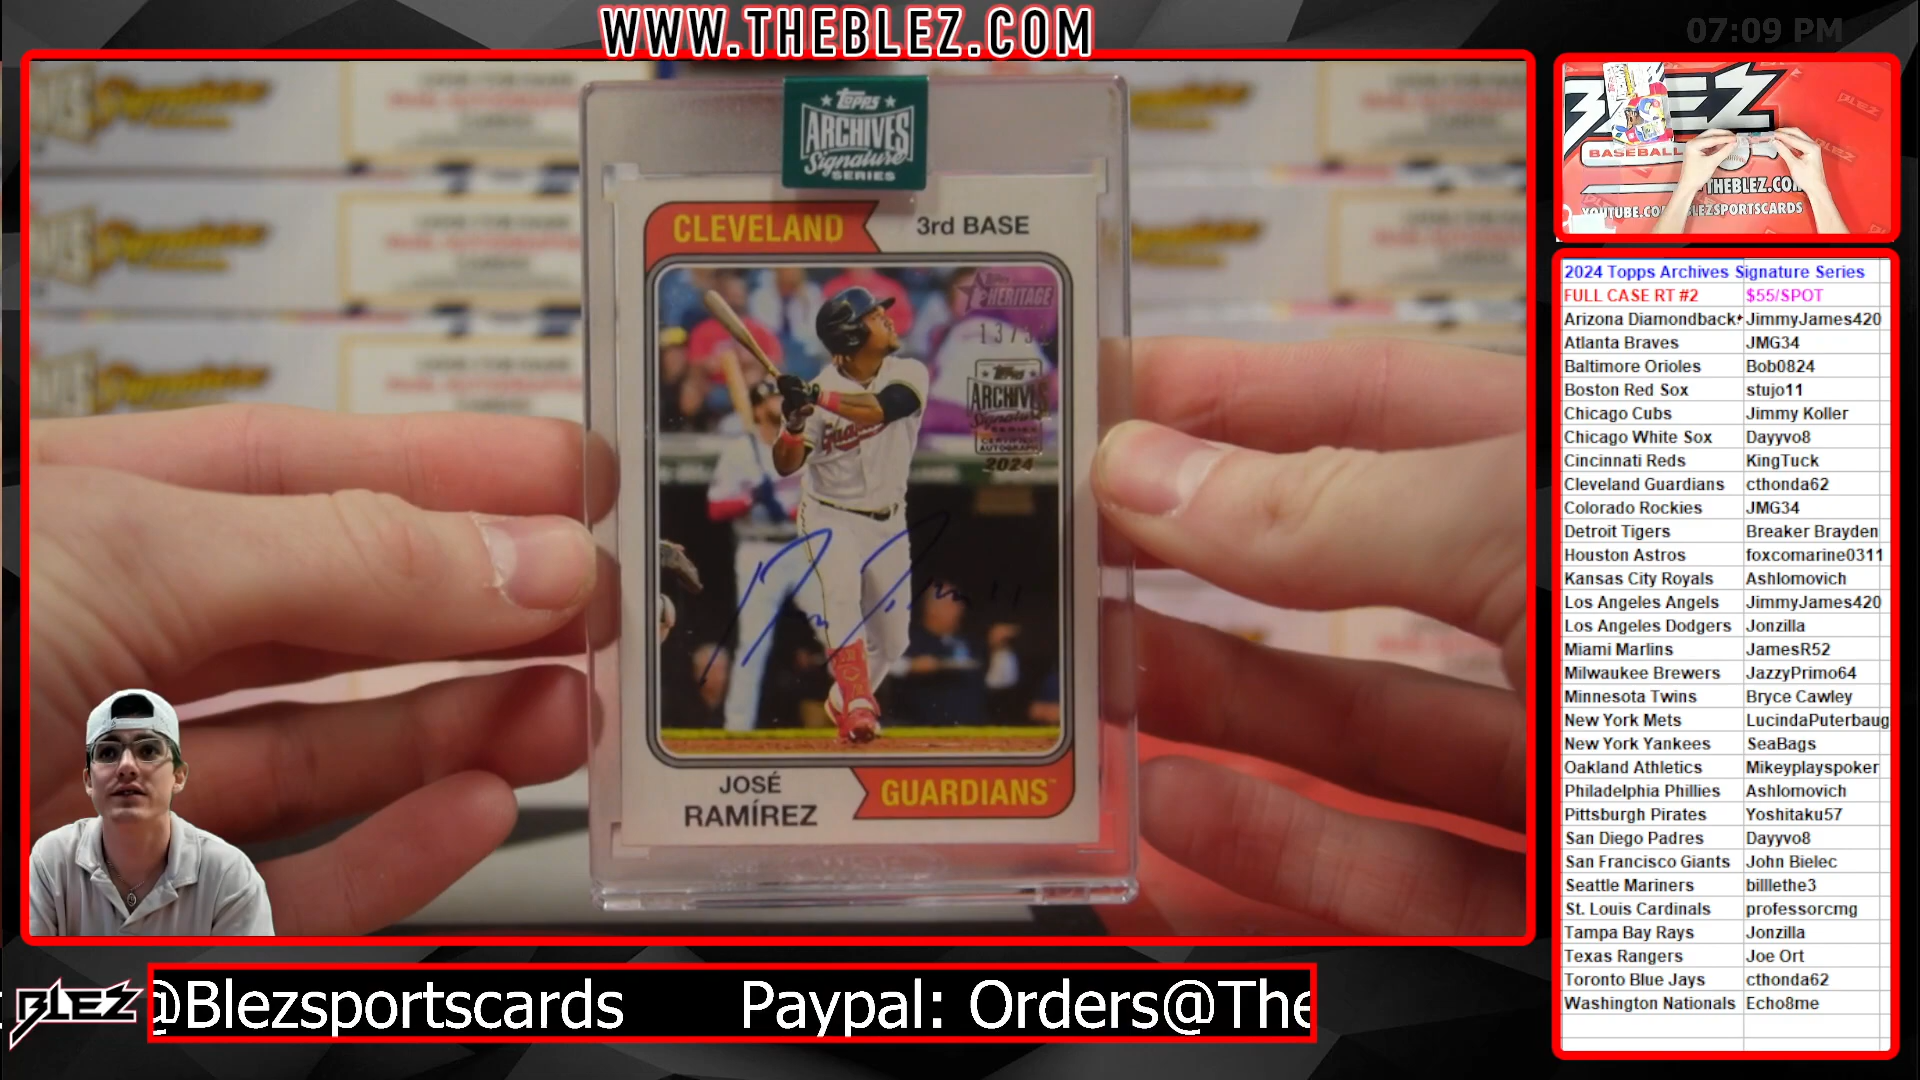 WWW.THEBLEZ.COM
07:09 PM
Topps
ARCHIVES
Signature
SERIES
CLEVELAND
3rd BASE
Topps
HERITAGE
Topps
ARCHIVES
Signature
SERIES
CERTIFIED
AUTOGRAPH
2024
JOSÉ
RAMÍREZ
GUARDIANS™
BLEZ
BASEBALL
THEBLEZ.COM
2024 Topps Archives Signature Series
FULL CASE RT #2 $55/SPOT
Arizona Diamondback JimmyJames420
Atlanta Braves JMG34
Baltimore Orioles Bob0824
Boston Red Sox stujo11
Chicago Cubs Jimmy Koller
Chicago White Sox Dayyvo8
Cincinnati Reds KingTuck
Cleveland Guardians cthonda62
Colorado Rockies JMG34
Detroit Tigers Breaker Brayden
Houston Astros foxcomarine0311
Kansas City Royals Ashlomovich
Los Angeles Angels JimmyJames420
Los Angeles Dodgers Jonzilla
Miami Marlins JamesR52
Milwaukee Brewers JazzyPrimo64
Minnesota Twins Bryce Cawley
New York Mets LucindaPuterbaug
New York Yankees SeaBags
Oakland Athletics Mikeyplayspoker
Philadelphia Phillies Ashlomovich
Pittsburgh Pirates Yoshitaku57
San Diego Padres Dayyvo8
San Francisco Giants John Bielec
Seattle Mariners billlethe3
St. Louis Cardinals professorcmg
Tampa Bay Rays Jonzilla
Texas Rangers Joe Ort
Toronto Blue Jays cthonda62
Washington Nationals Echo8me
BLEZ
@Blezsportscards Paypal: Orders@The